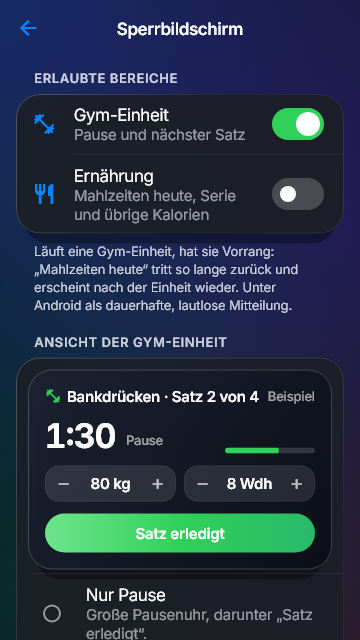 Sperrbildschirm
ERLAUBTE BEREICHE
Gym-Einheit
Pause und nächster Satz
Ernährung
Mahlzeiten heute, Serie
und übrige Kalorien
Läuft eine Gym-Einheit, hat sie Vorrang:
„Mahlzeiten heute“ tritt so lange zurück und
erscheint nach der Einheit wieder. Unter
Android als dauerhafte, lautlose Mitteilung.
ANSICHT DER GYM-EINHEIT
Bankdrücken · Satz 2 von 4 Beispiel
1:30 Pause
− 80 kg + − 8 Wdh +
Satz erledigt
Nur Pause
Große Pausenuhr, darunter „Satz
erledigt“.